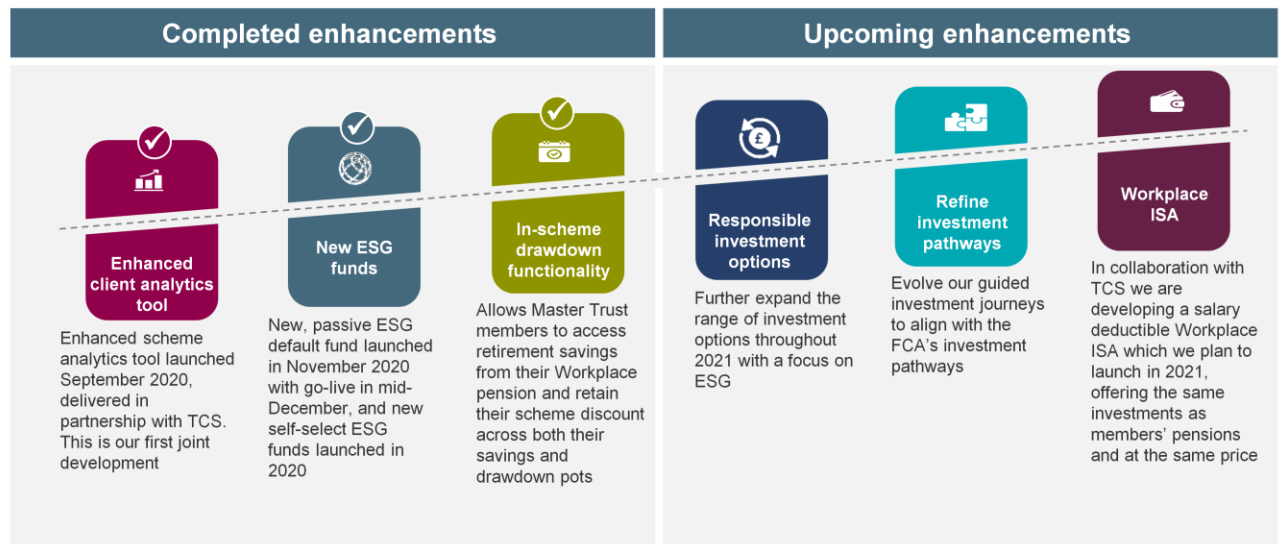 Completed enhancements
Upcoming enhancements
Enhanced
client analytics
tool
Enhanced scheme
analytics tool launched
September 2020,
delivered in
partnership with TCS.
This is our first joint
development
New ESG
funds
New, passive ESG
default fund launched
in November 2020
with go-live in mid-
December, and new
self-select ESG
funds launched in
2020
In-scheme
drawdown
functionality
Allows Master Trust
members to access
retirement savings
from their Workplace
pension and retain
their scheme discount
across both their
savings and
drawdown pots
£
Responsible
investment
options
Further expand the
range of investment
options throughout
2021 with a focus on
ESG
Refine
investment
pathways
Evolve our guided
investment journeys
to align with the
FCA's investment
pathways
Workplace
ISA
In collaboration with
TCS we are
developing a salary
deductible Workplace
ISA which we plan to
launch in 2021,
offering the same
investments as
members' pensions
and at the same price